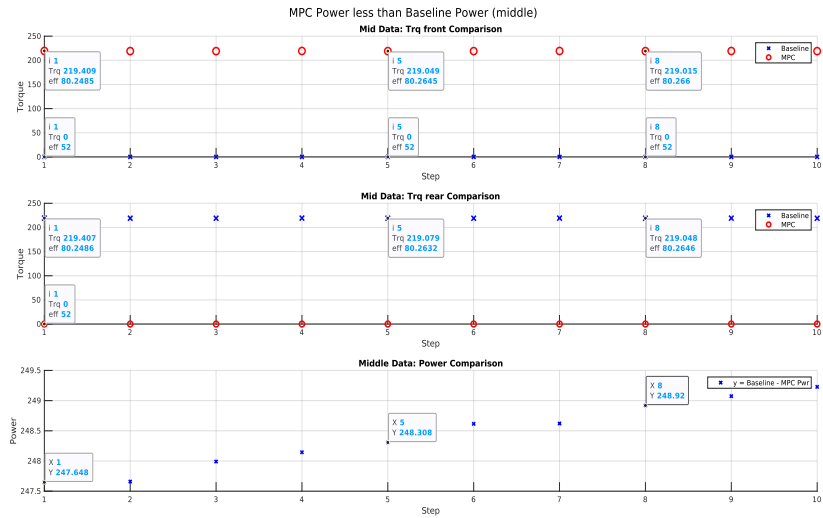 MPC Power less than Baseline Power (middle)
Mid Data: Trq front Comparison
250
200
150
100
50
0
Torque
Baseline
MPC
i 1
Trq 219.409
eff 80.2485
i 5
Trq 219.049
eff 80.2645
i 8
Trq 219.015
eff 80.266
i 1
Trq 0
eff 52
i 5
Trq 0
eff 52
i 8
Trq 0
eff 52
1 2 3 4 5 6 7 8 9 10
Step
Mid Data: Trq rear Comparison
250
200
150
100
50
0
Torque
Baseline
MPC
i 1
Trq 219.407
eff 80.2486
i 5
Trq 219.079
eff 80.2632
i 8
Trq 219.048
eff 80.2646
i 1
Trq 0
eff 52
1 2 3 4 5 6 7 8 9 10
Step
Middle Data: Power Comparison
249.5
249
248.5
248
247.5
Power
y = Baseline - MPC Pwr
X 1
Y 247.648
X 5
Y 248.308
X 8
Y 248.92
1 2 3 4 5 6 7 8 9 10
Step